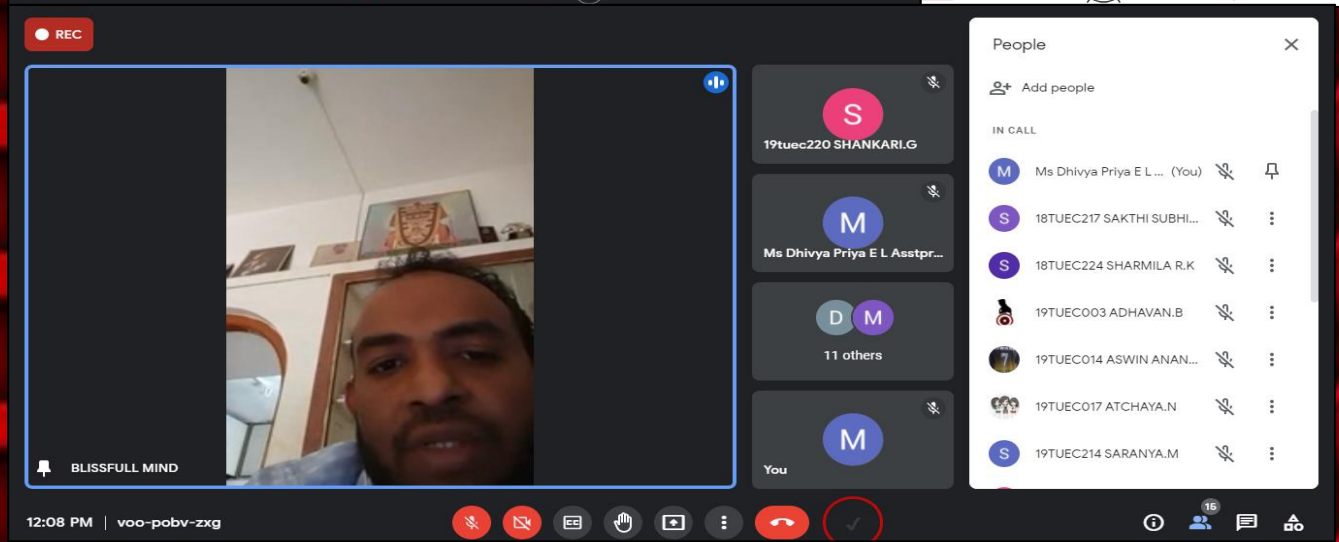 REC
BLISSFULL MIND
S
19tuec220 SHANKARI.G
M
Ms Dhivya Priya E L Asstpr...
D M
11 others
M
You
People
Add people
IN CALL
M Ms Dhivya Priya E L ... (You)
S 18TUEC217 SAKTHI SUBHI...
S 18TUEC224 SHARMILA R.K
19TUEC003 ADHAVAN.B
7 19TUEC014 ASWIN ANAN...
19TUEC017 ATCHAYA.N
S 19TUEC214 SARANYA.M
12:08 PM | voo-pobv-zxg
CC
15